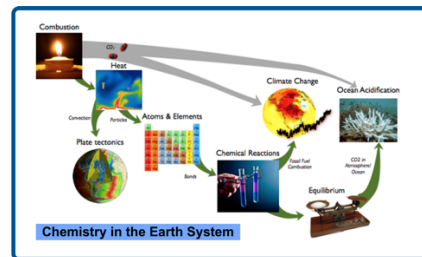 Combustion
CO₂
Heat
Climate Change
Ocean Acidification
Convection
Particles
Atoms & Elements
Plate tectonics
Bonds
Chemical Reactions
Fossil Fuel
Combustion
CO2 in
Atmosphere/
Ocean
Equilibrium
Chemistry in the Earth System